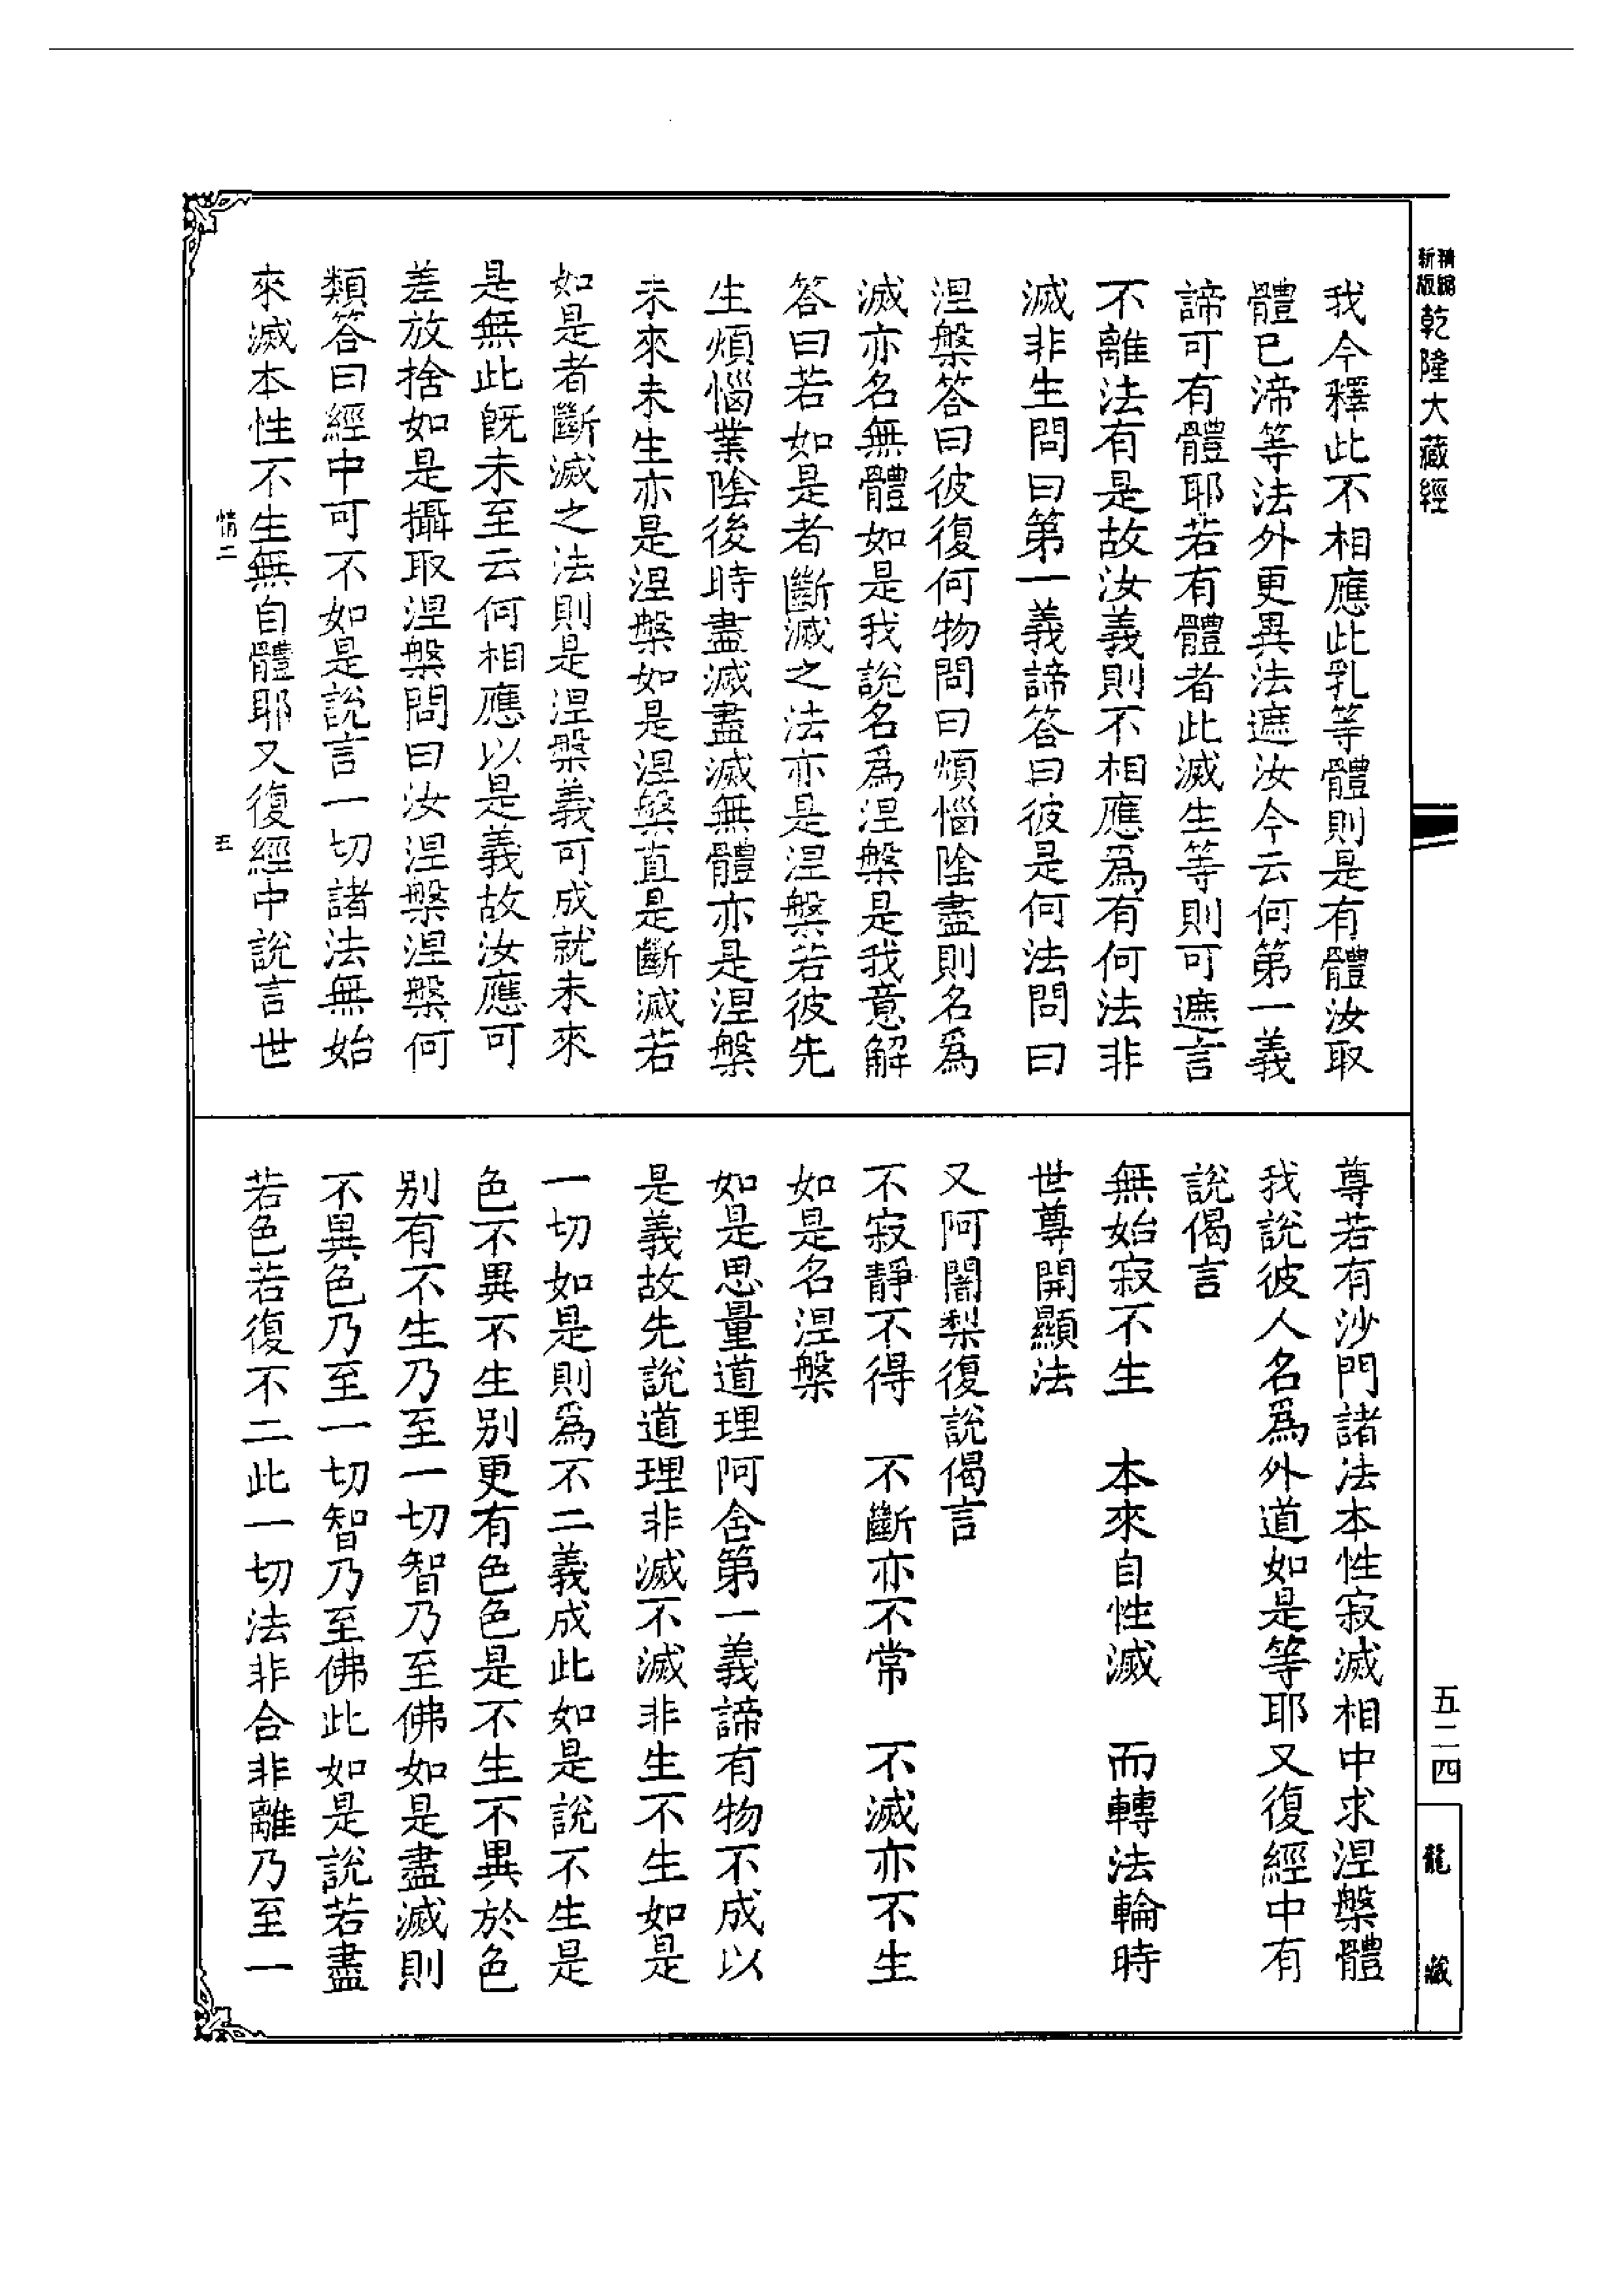 精縮新版乾隆大藏經
我今釋此不相應此乳等體則是有體汝取
體已渧等法外更異法遮汝今云何第一義
諦可有體耶若有體者此滅生等則可遮言
不離法有是故汝義則不相應爲有何法非
滅非生問曰第一義諦答曰彼是何法問曰
涅槃答曰彼復何物問曰煩惱陰盡則名爲
滅亦名無體如是我說名爲涅槃是我意解
答曰若如是者斷滅之法亦是涅槃若彼先
生煩惱業陰後時盡滅盡滅無體亦是涅槃
未來未生亦是涅槃如是涅槃直是斷滅若
如是者斷滅之法則是涅槃義可成就未來
是無此旣未至云何相應以是義故汝應可
差放捨如是攝取涅槃問曰汝涅槃涅槃何
類答曰經中可不如是說言一切諸法無始
來滅本性不生無自體耶又復經中說言世
情二
五
尊若有沙門諸法本性寂滅相中求涅槃體
我說彼人名爲外道如是等耶又復經中有
說偈言
無始寂不生　本來自性滅　而轉法輪時
世尊開顯法
又阿闍梨復說偈言
不寂靜不得　不斷亦不常　不滅亦不生
如是名涅槃
如是思量道理阿含第一義諦有物不成以
是義故先說道理非滅不滅非生不生如是
一切如是則爲不二義成此如是說不生是
色不異不生別更有色色是不生不異於色
別有不生乃至一切智乃至佛如是盡滅則
不異色乃至一切智乃至佛此如是說若盡
若色若復不二此一切法非合非離乃至一
五二四
龍藏